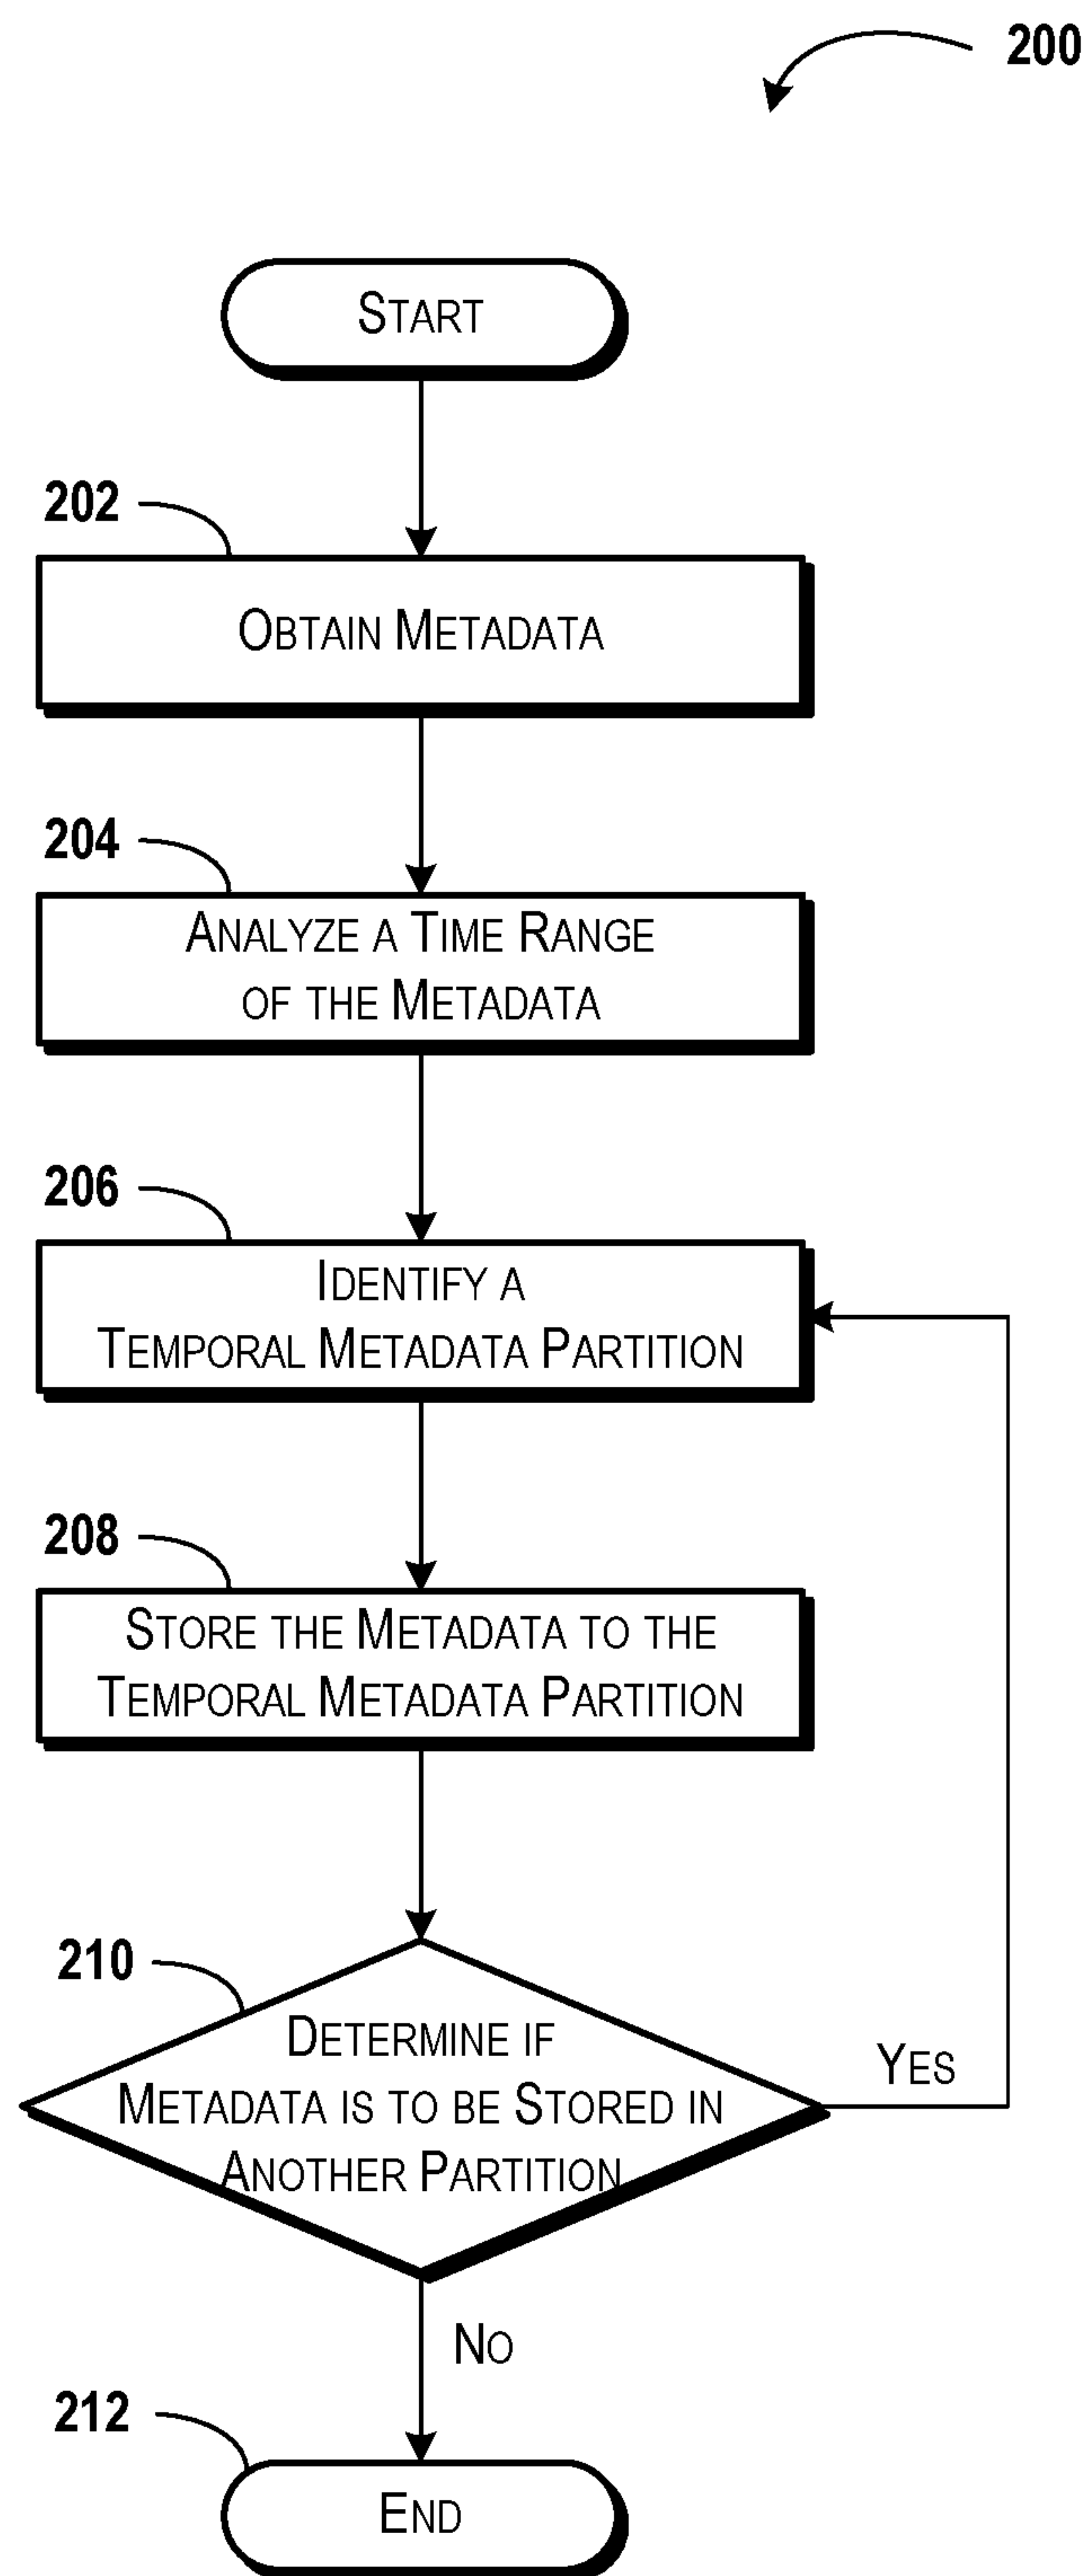 200
START
202
OBTAIN METADATA
204
ANALYZE A TIME RANGE
OF THE METADATA
206
IDENTIFY A
TEMPORAL METADATA PARTITION
208
STORE THE METADATA TO THE
TEMPORAL METADATA PARTITION
210
DETERMINE IF
METADATA IS TO BE STORED IN
ANOTHER PARTITION
YES
NO
212
END